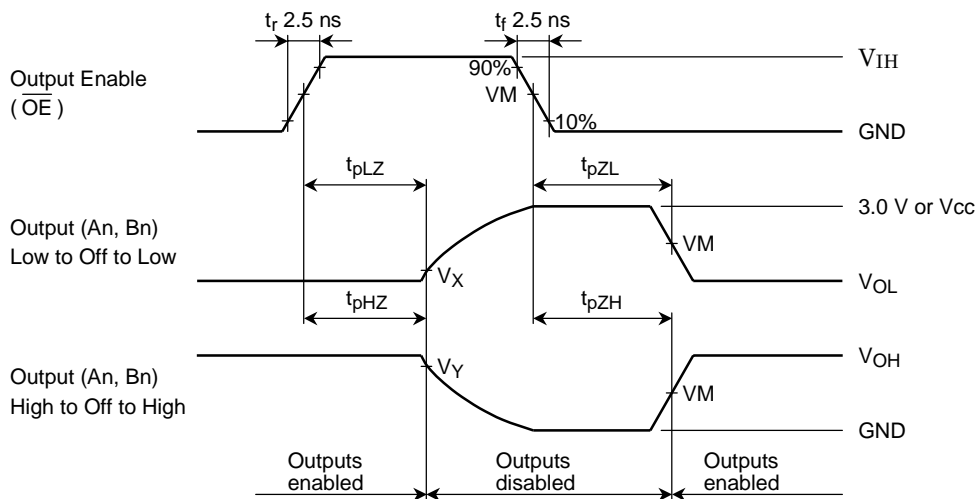 tr 2.5 ns
tf 2.5 ns
Output Enable
( OE )
90%
VM
10%
VIH
GND
tpLZ
tpZL
Output (An, Bn)
Low to Off to Low
3.0 V or Vcc
VM
VX
VOL
tpHZ
tpZH
Output (An, Bn)
High to Off to High
VY
VOH
VM
GND
Outputs
enabled
Outputs
disabled
Outputs
enabled